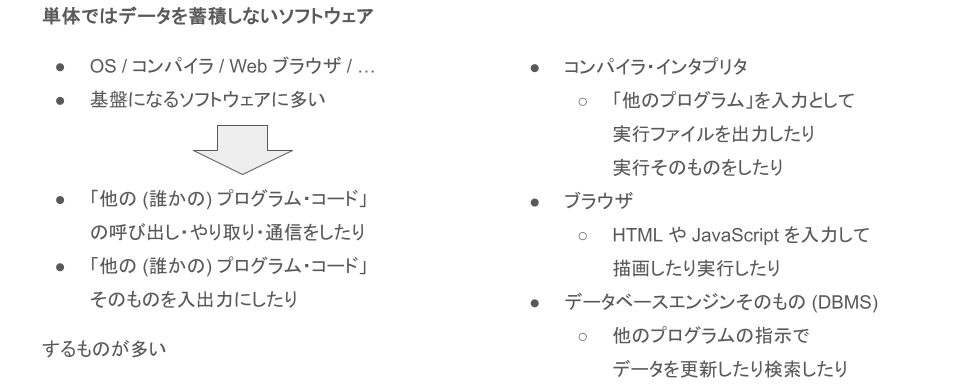 単体ではデータを蓄積しないソフトウェア
● OS / コンパイラ / Web ブラウザ / …
● 基盤になるソフトウェアに多い
● 「他の (誰かの) プログラム・コード」
の呼び出し・やり取り・通信をしたり
● 「他の (誰かの) プログラム・コード」
そのものを入出力にしたり
するものが多い
● コンパイラ・インタプリタ
○ 「他のプログラム」を入力として
実行ファイルを出力したり
実行そのものをしたり
● ブラウザ
○ HTML や JavaScript を入力して
描画したり実行したり
● データベースエンジンそのもの (DBMS)
○ 他のプログラムの指示で
データを更新したり検索したり